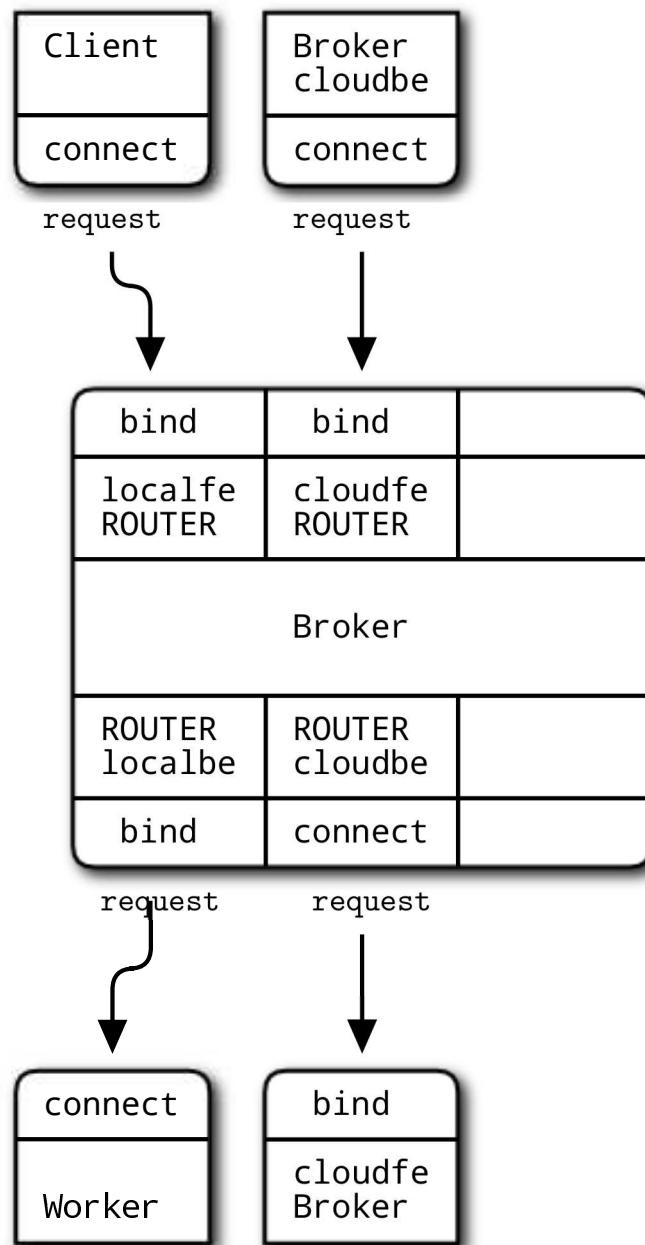 Client
connect
request
Broker
cloudbe
connect
request
bind
bind
localfe
ROUTER
cloudfe
ROUTER
Broker
ROUTER
localbe
ROUTER
cloudbe
bind
connect
request
request
connect
Worker
bind
cloudfe
Broker